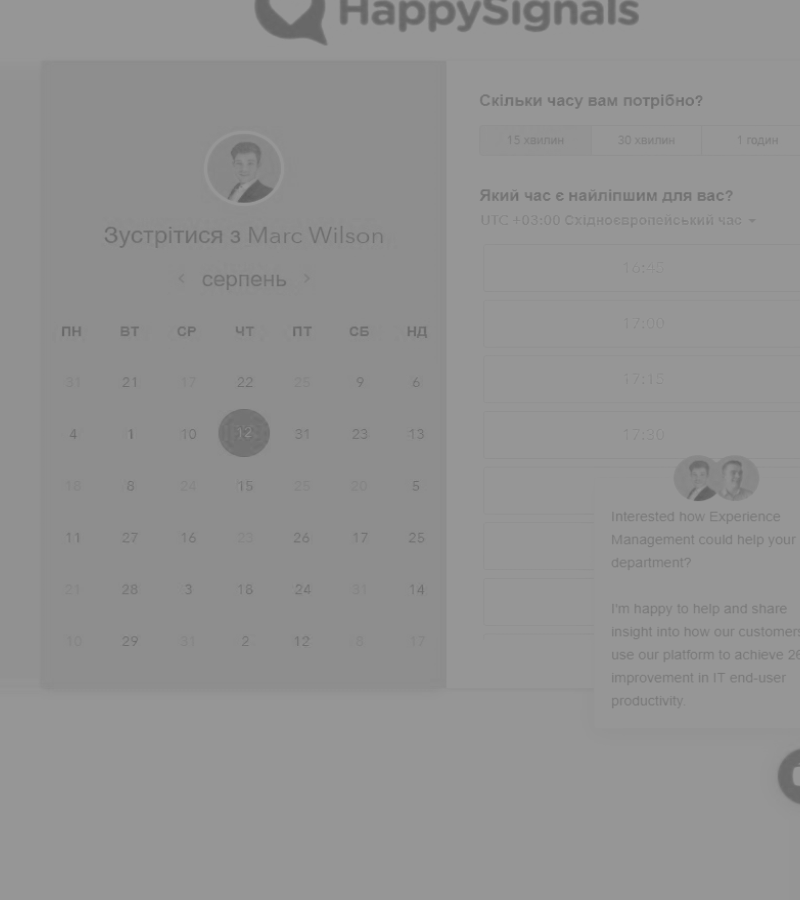 HappySignals
Зустрітися з Marc Wilson
серпень
ПН ВТ СР ЧТ ПТ СБ НД
31 21 17 22 25 9 6
4 1 10 12 31 23 13
16 6 24 15 25 20 5
11 27 16 23 26 17 25
21 28 3 16 24 31 14
10 29 31 2 12 6 17
Скільки часу вам потрібно?
15 хвилин 30 хвилин 1 годин
Який час є найліпшим для вас?
UTC +03:00 Східноєвропейський час
16:45
17:00
17:15
17:30
Interested how Experience
Management could help your
department?
I'm happy to help and share
insight into how our customers
use our platform to achieve 26
improvement in IT end-user
productivity.